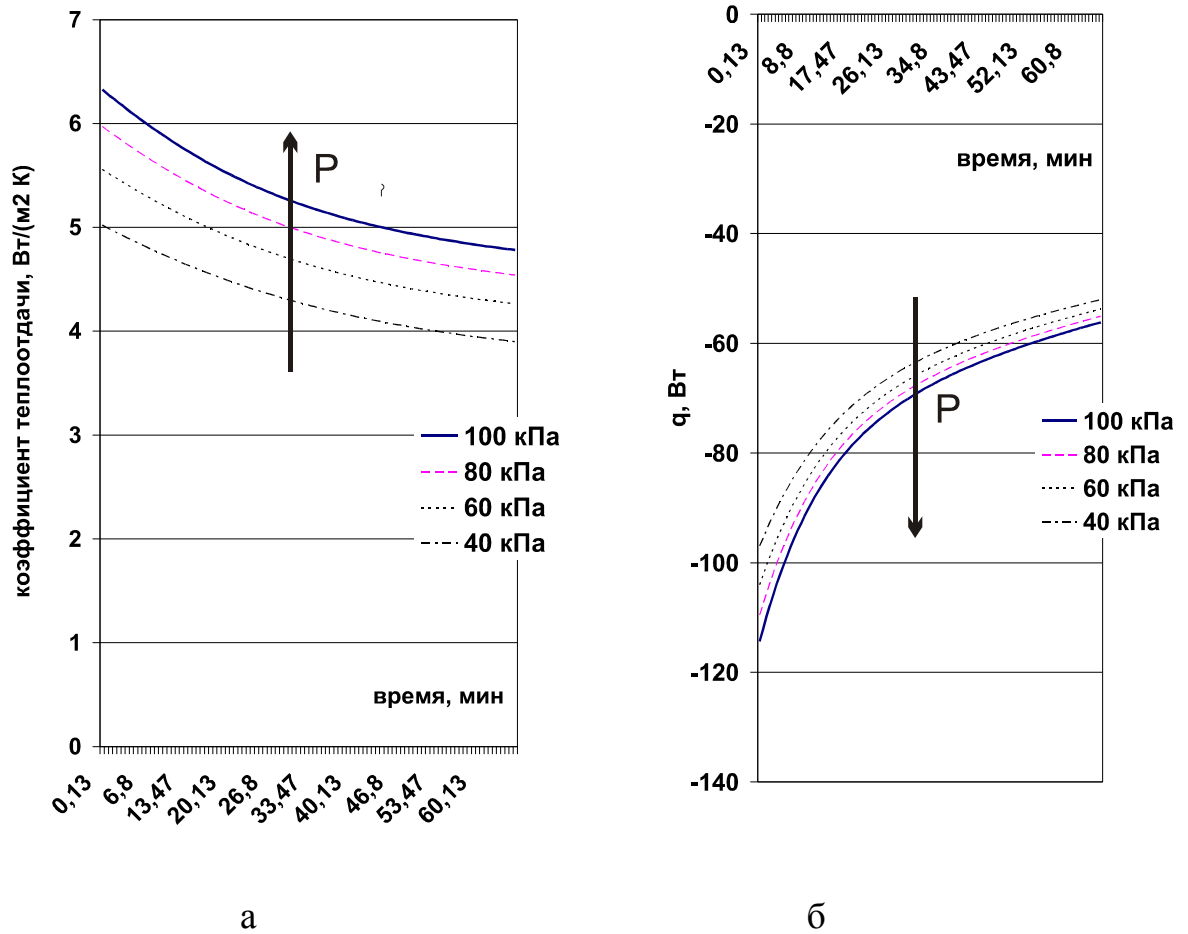 7
6
5
4
3
2
1
0
коэффициент теплоотдачи, Вт/(м2 К)
P
100 кПа
80 кПа
60 кПа
40 кПа
время, мин
0,13
6,8
13,47
20,13
26,8
33,47
40,13
46,8
53,47
60,13
а
0
-20
-40
-60
-80
-100
-120
-140
0,13
8,8
17,47
26,13
34,8
43,47
52,13
60,8
время, мин
q, Вт
P
100 кПа
80 кПа
60 кПа
40 кПа
б